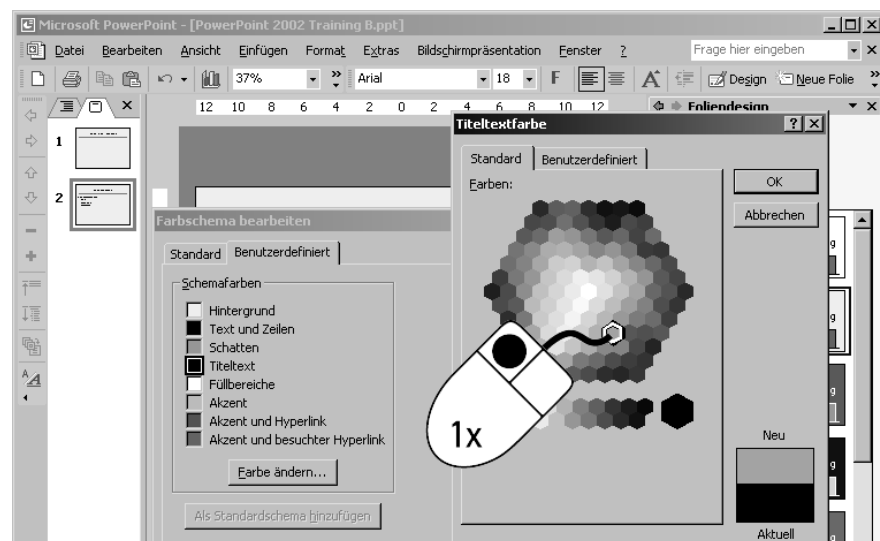 Microsoft PowerPoint - [PowerPoint 2002 Training B.ppt]
Datei Bearbeiten Ansicht Einfügen Format Extras Bildschirmpräsentation Fenster ? Frage hier eingeben
37% Arial 18 F Design Neue Folie
12 10 8 6 4 2 0 2 4 6 8 10 12 Foliendesign
1
2
Titeltextfarbe
Standard Benutzerdefiniert
Farben:
OK
Abbrechen
Neu
Aktuell
Farbschema bearbeiten
Standard Benutzerdefiniert
Schemafarben
Hintergrund
Text und Zeilen
Schatten
Titeltext
Füllbereiche
Akzent
Akzent und Hyperlink
Akzent und besuchter Hyperlink
Farbe ändern...
Als Standardschema hinzufügen
1x
g
g
g
g
g